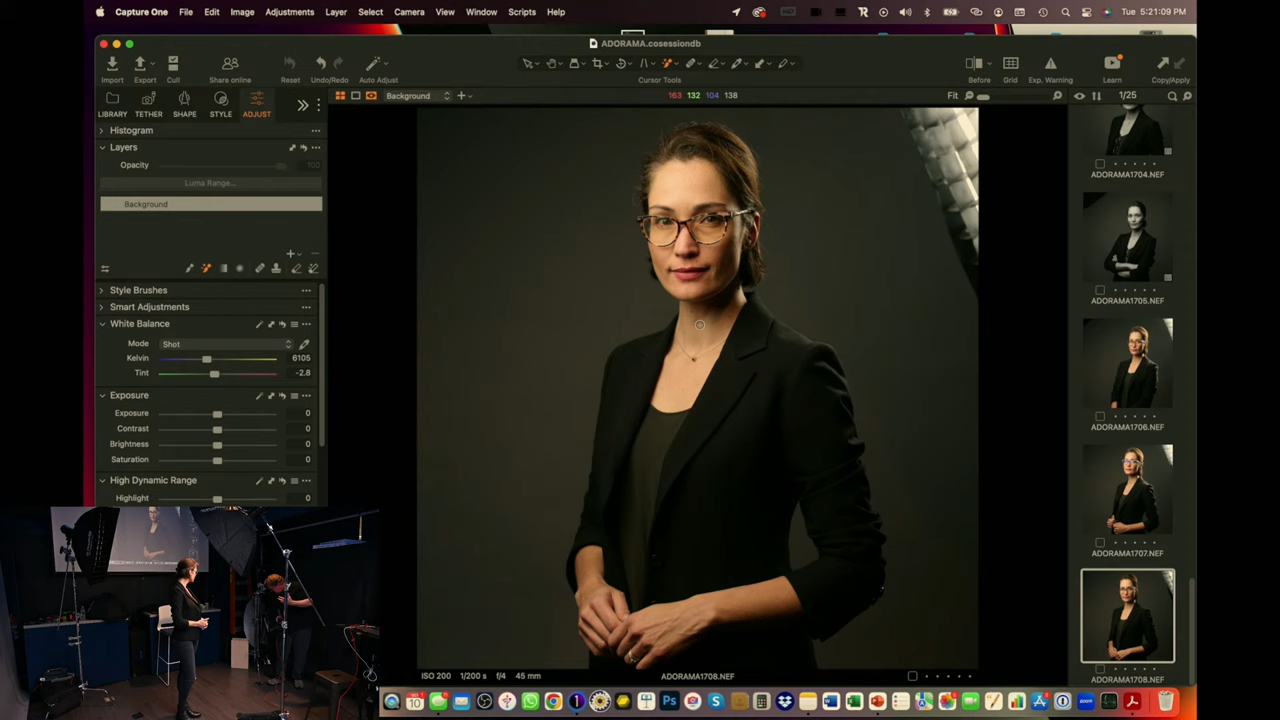 Capture One File Edit Image Adjustments Layer Select Camera View Window Scripts Help
Tue 5:21:09 PM
ADORAMA.cosessiondb
Import Export Cull Share online Reset Undo/Redo Auto Adjust Cursor Tools Before Grid Exp. Warning Learn Copy/Apply
LIBRARY TETHER SHAPE STYLE ADJUST
Background
163 132 104 138
Fit
1/25
Histogram
Layers
Opacity 100
Luma Range...
Background
Style Brushes
Smart Adjustments
White Balance
Mode Shot
Kelvin 6105
Tint -2.8
Exposure
Exposure 0
Contrast 0
Brightness 0
Saturation 0
High Dynamic Range
Highlight 0
ADORAMA1704.NEF
ADORAMA1705.NEF
ADORAMA1706.NEF
ADORAMA1707.NEF
ADORAMA1708.NEF
ISO 200 1/200 s f/4 45 mm
ADORAMA1708.NEF